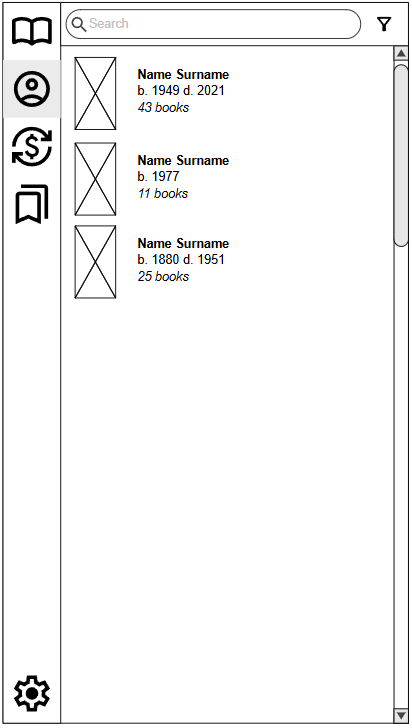 Search
Name Surname
b. 1949 d. 2021
43 books
Name Surname
b. 1977
11 books
Name Surname
b. 1880 d. 1951
25 books